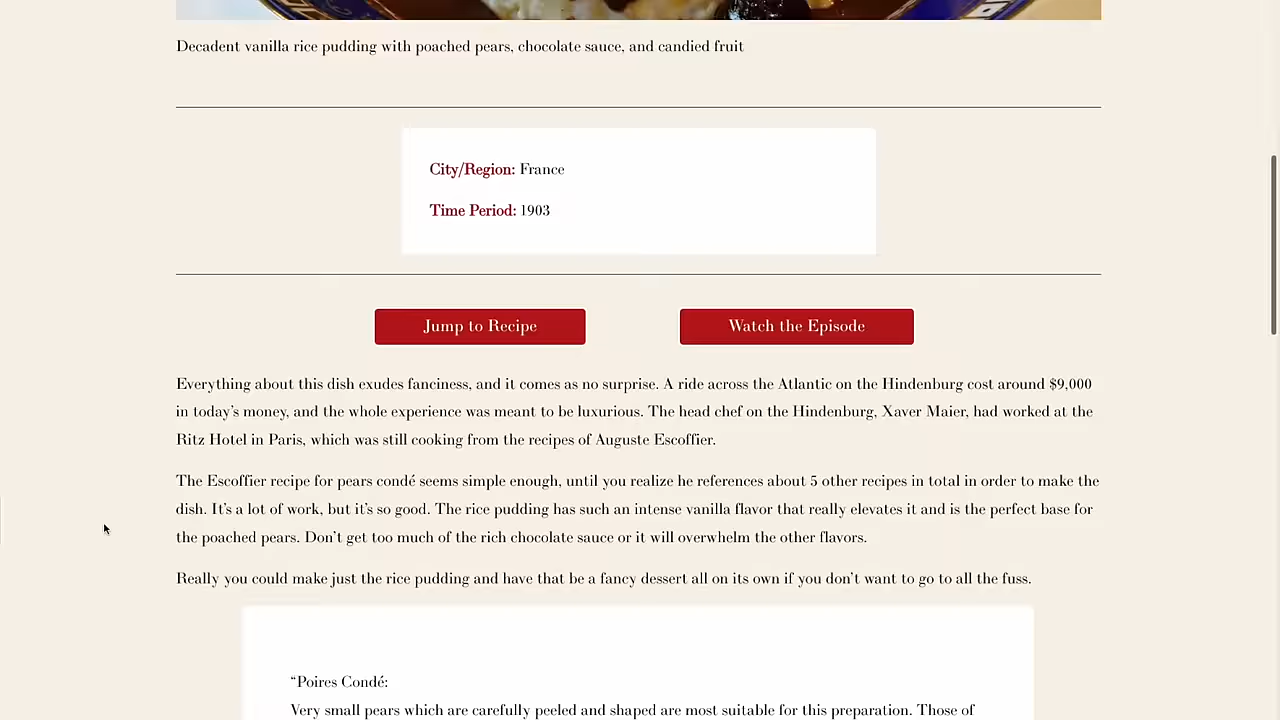 Decadent vanilla rice pudding with poached pears, chocolate sauce, and candied fruit
City/Region: France
Time Period: 1903
Jump to Recipe
Watch the Episode
Everything about this dish exudes fanciness, and it comes as no surprise. A ride across the Atlantic on the Hindenburg cost around $9,000
in today’s money, and the whole experience was meant to be luxurious. The head chef on the Hindenburg, Xaver Maier, had worked at the
Ritz Hotel in Paris, which was still cooking from the recipes of Auguste Escoffier.
The Escoffier recipe for pears condé seems simple enough, until you realize he references about 5 other recipes in total in order to make the
dish. It’s a lot of work, but it’s so good. The rice pudding has such an intense vanilla flavor that really elevates it and is the perfect base for
the poached pears. Don’t get too much of the rich chocolate sauce or it will overwhelm the other flavors.
Really you could make just the rice pudding and have that be a fancy dessert all on its own if you don’t want to go to all the fuss.
“Poires Condé:
Very small pears which are carefully peeled and shaped are most suitable for this preparation. Those of